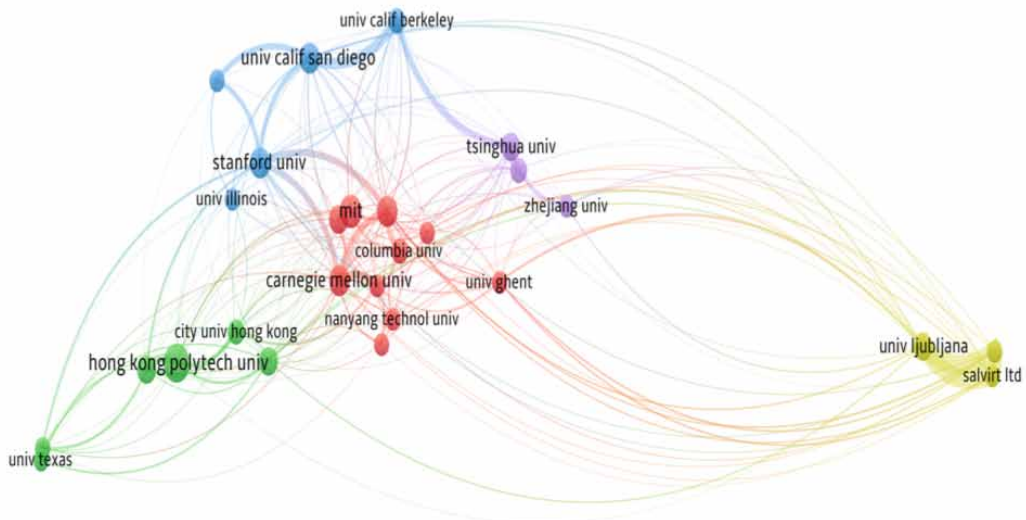 univ calif berkeley
univ calif san diego
tsinghua univ
stanford univ
univ illinois
zhejiang univ
mit
columbia univ
carnegie mellon univ
univ ghent
nanyang technol univ
city univ hong kong
univ ljubljana
hong kong polytech univ
salvirt ltd
univ texas